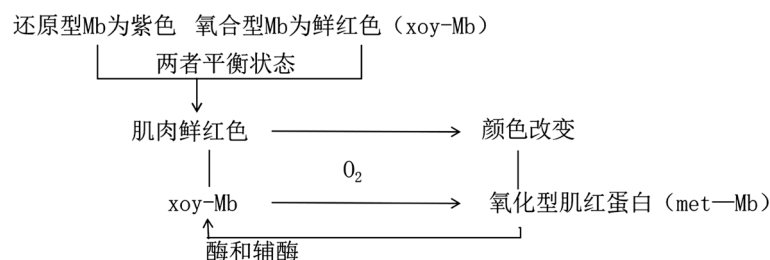 还原型Mb为紫色 氧合型Mb为鲜红色（xoy-Mb）
两者平衡状态
肌肉鲜红色 颜色改变
O₂
xoy-Mb 氧化型肌红蛋白（met—Mb）
酶和辅酶